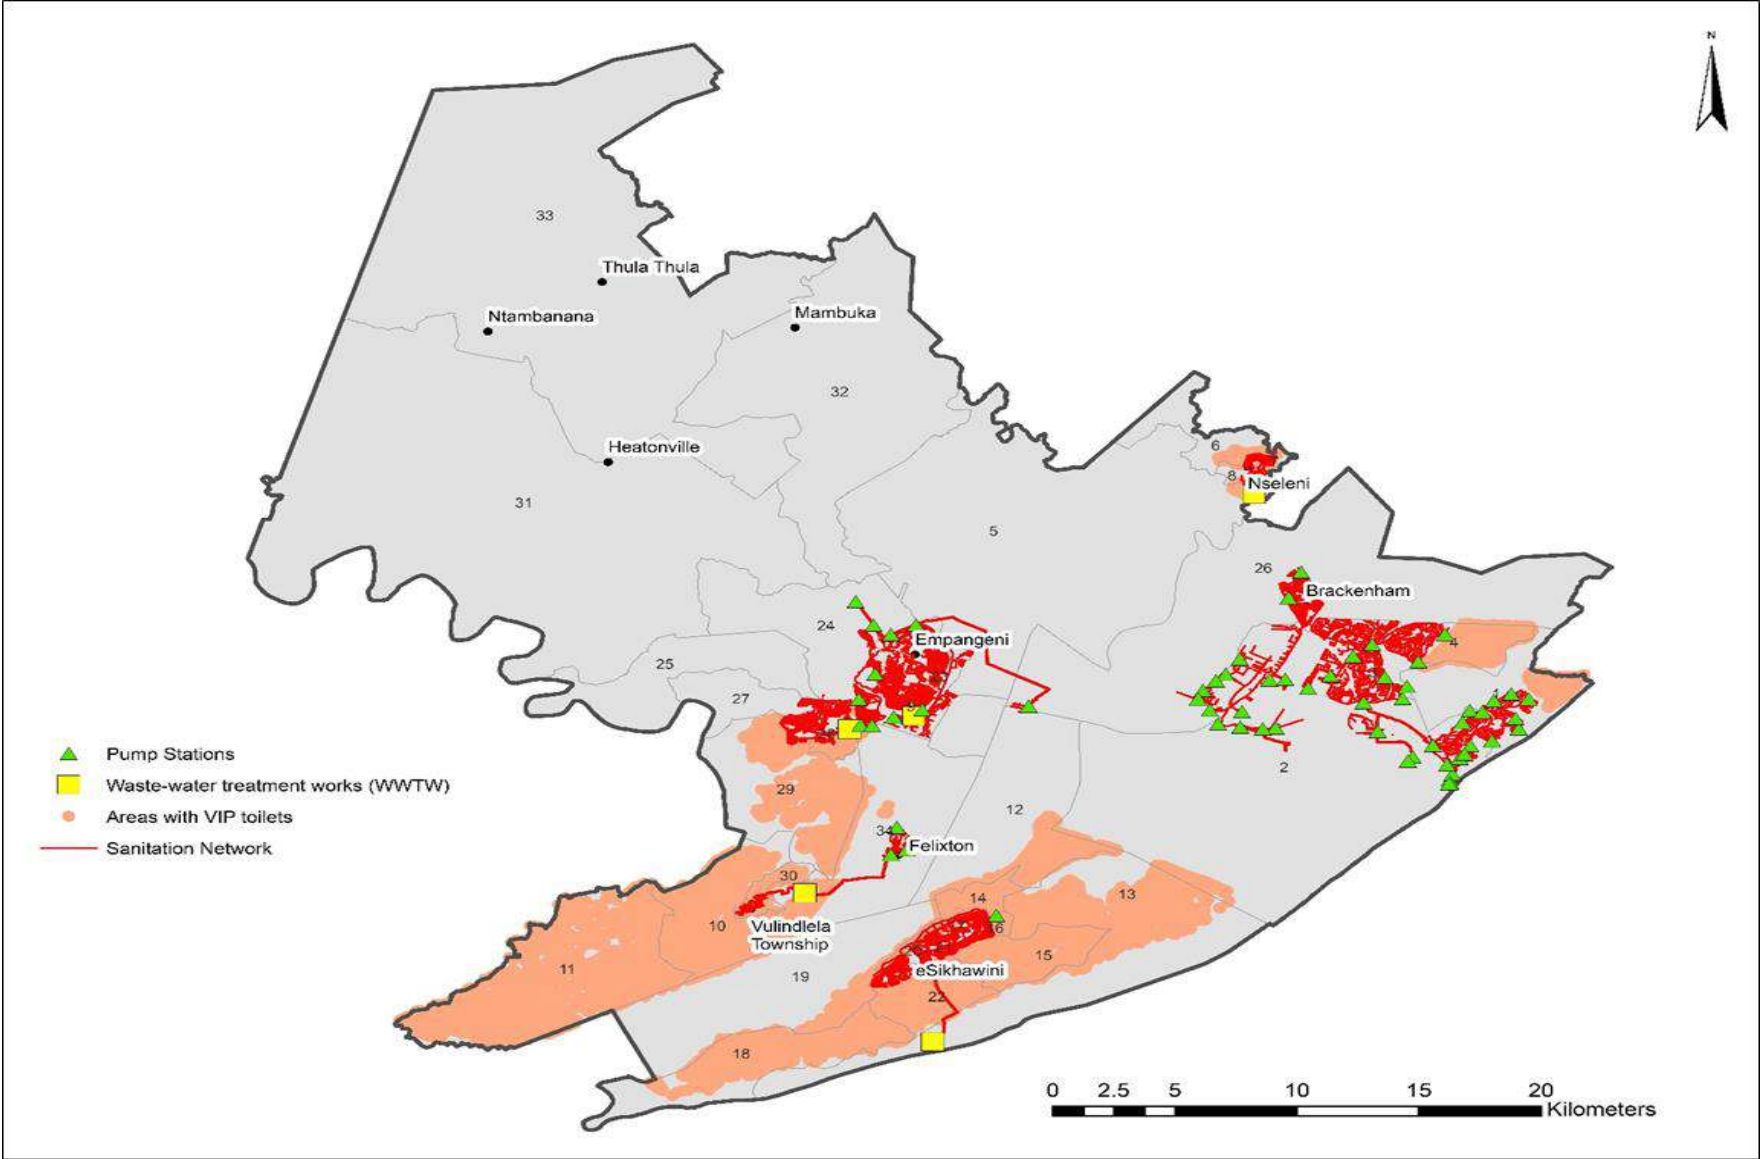 N
33
Thula Thula
Ntambanana
Mambuka
32
Heatonville
6
8
Nseleni
31
5
26
Brackenham
24
Empangeni
4
25
27
1
2
Pump Stations
Waste-water treatment works (WWTW)
Areas with VIP toilets
Sanitation Network
29
12
34
Felixton
30
14
13
10
Vulindlela
Township
16
15
11
19
eSikhawini
22
18
0 2.5 5 10 15 20
Kilometers